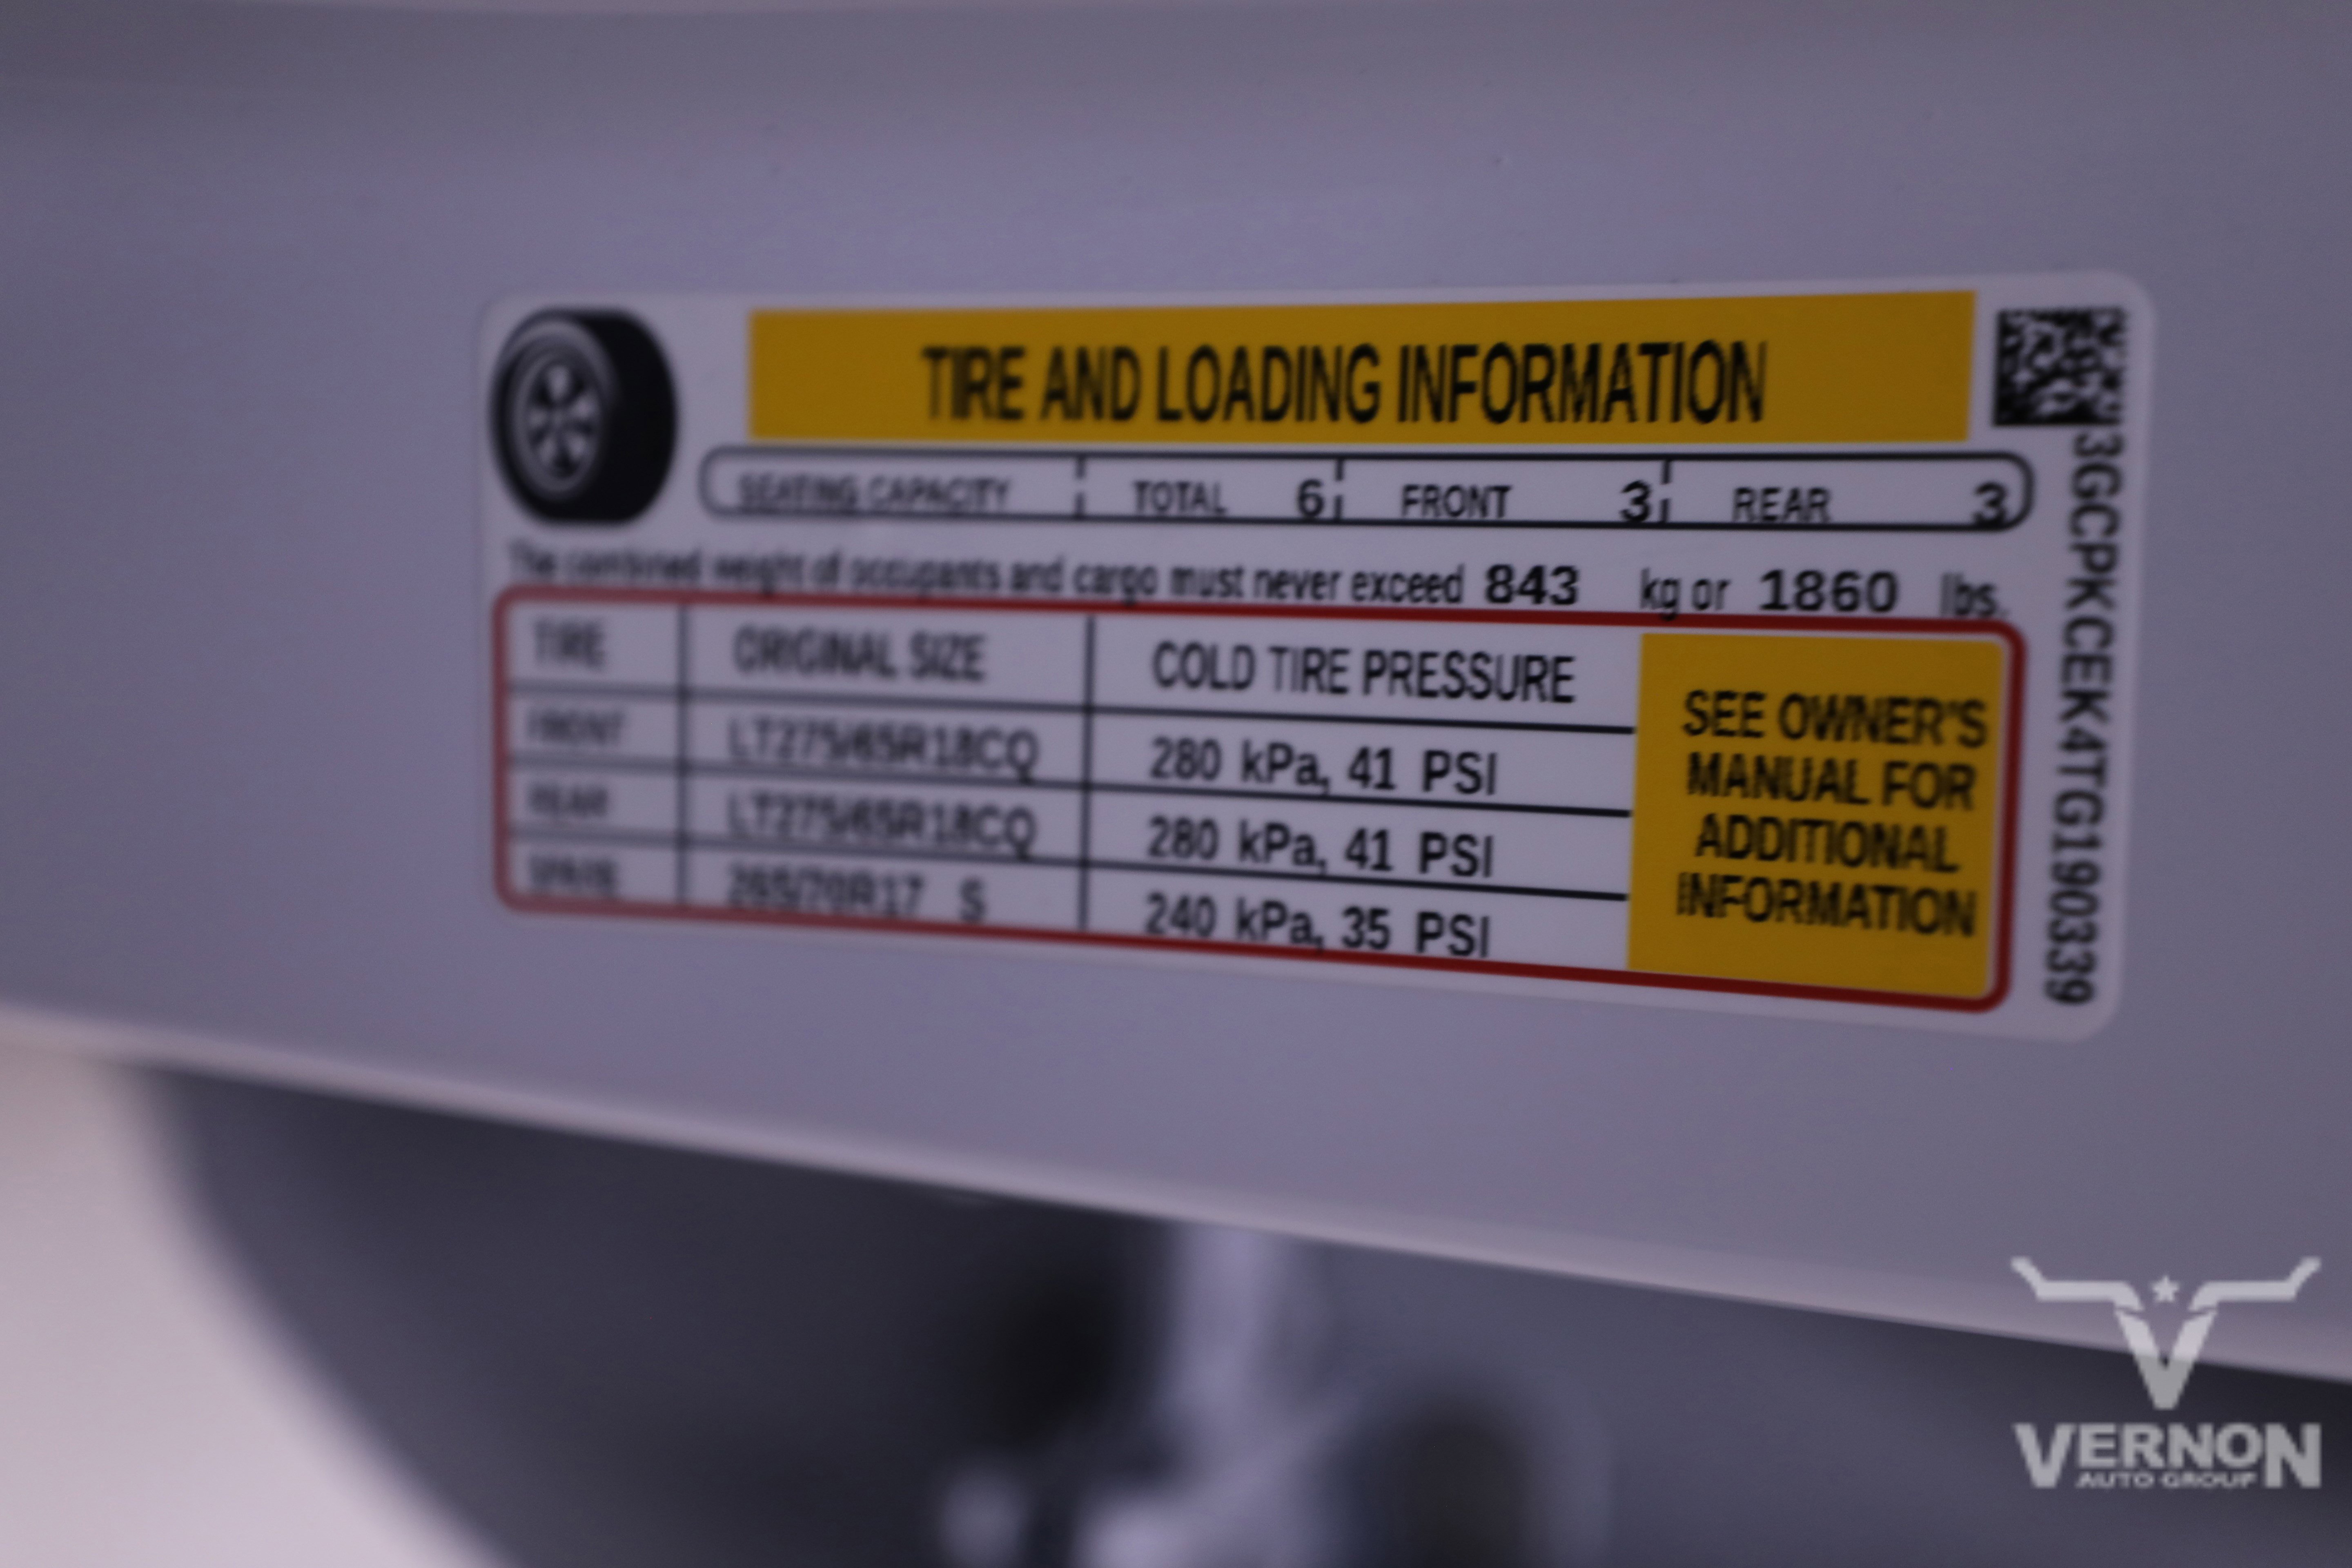 TIRE AND LOADING INFORMATION
SEATING CAPACITY TOTAL 6 FRONT 3 REAR 3
The combined weight of occupants and cargo must never exceed 843 kg or 1860 lbs.
TIRE ORIGINAL SIZE COLD TIRE PRESSURE
FRONT LT275/65R18CQ 280 kPa, 41 PSI
REAR LT275/65R18CQ 280 kPa, 41 PSI
SPARE 265/70R17 S 240 kPa, 35 PSI
SEE OWNER'S
MANUAL FOR
ADDITIONAL
INFORMATION
3GCPKCEK4TG190339
VERNON
AUTO GROUP